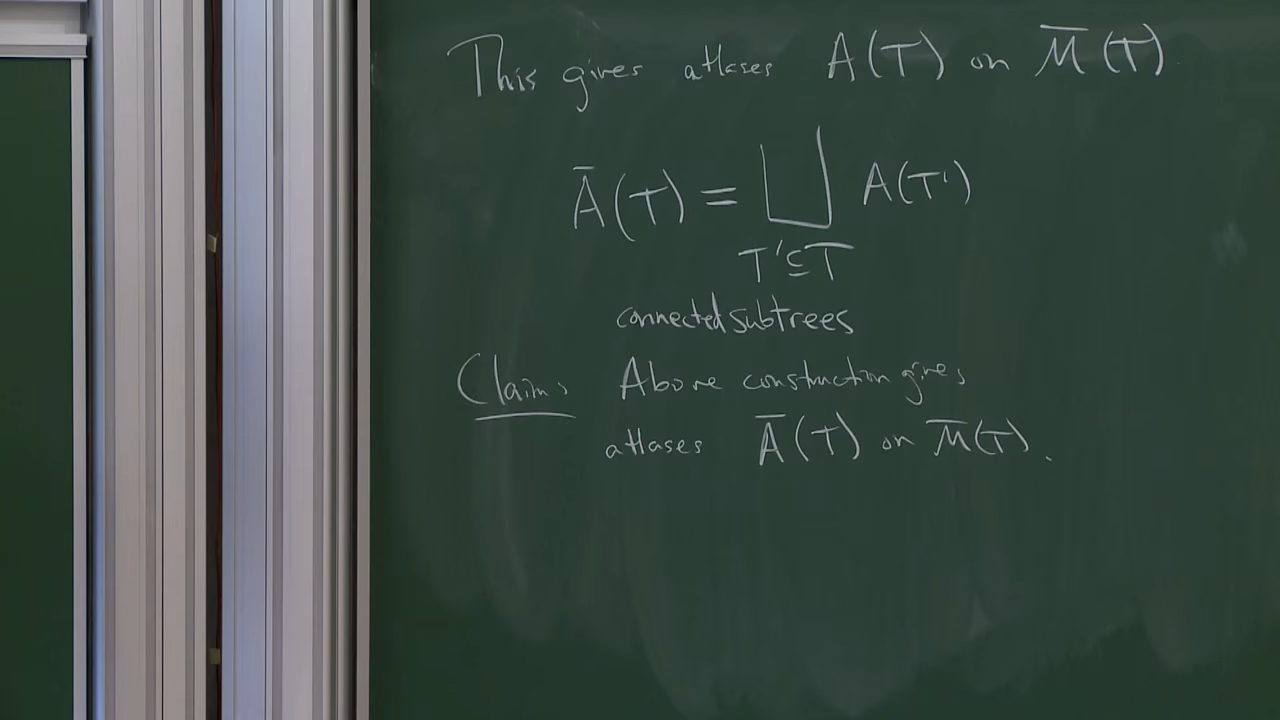 This gives atlases A(T) on M̅(T).
A̅(T) = ⨆ A(T')
T' ⊆ T
connected subtrees
Claim: Above construction gives
atlases A̅(T) on M̅(T).